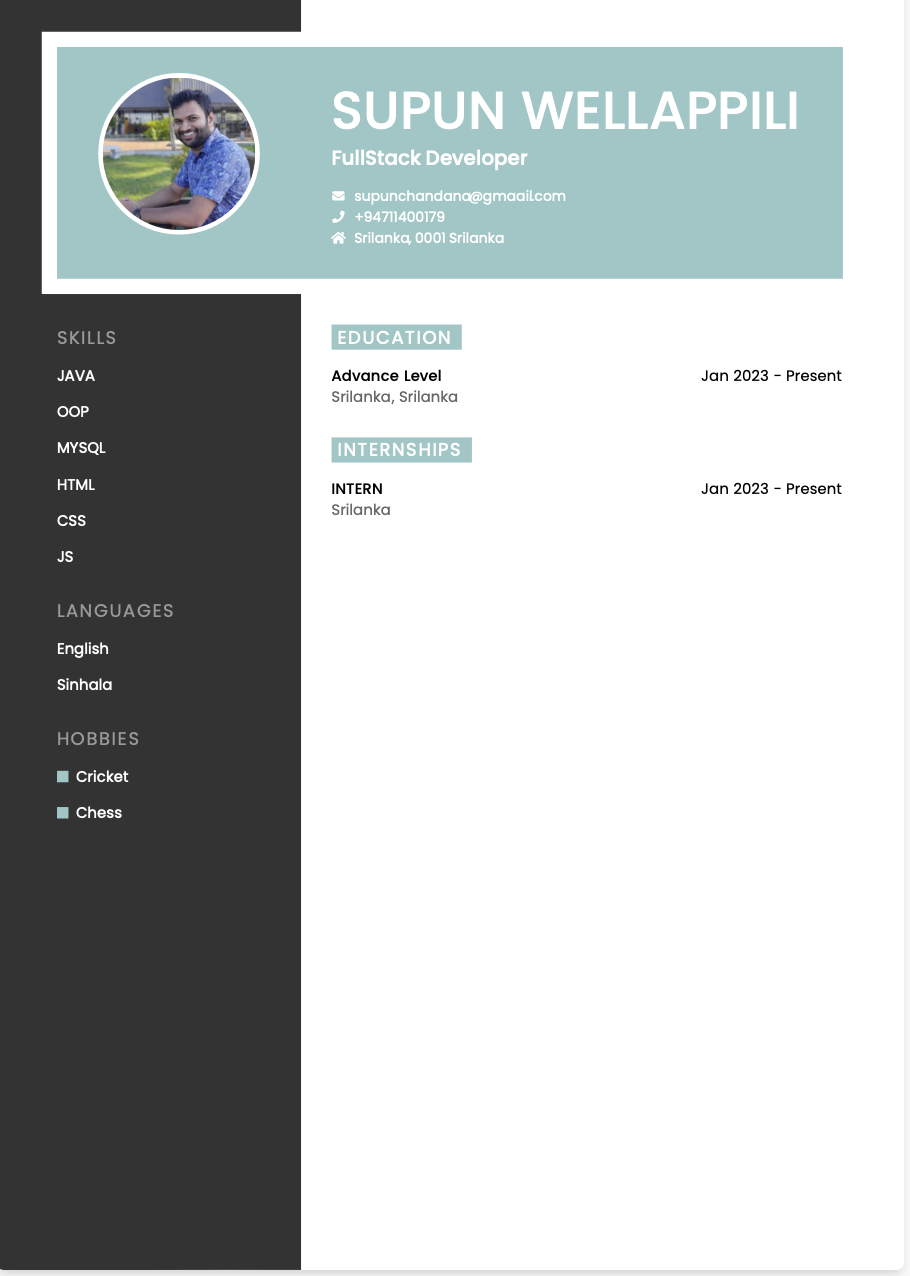 SUPUN WELLAPPILI
FullStack Developer
supunchandana@gmaail.com
+94711400179
Srilanka, 0001 Srilanka
SKILLS
JAVA
OOP
MYSQL
HTML
CSS
JS
LANGUAGES
English
Sinhala
HOBBIES
Cricket
Chess
EDUCATION
Advance Level Jan 2023 - Present
Srilanka, Srilanka
INTERNSHIPS
INTERN Jan 2023 - Present
Srilanka